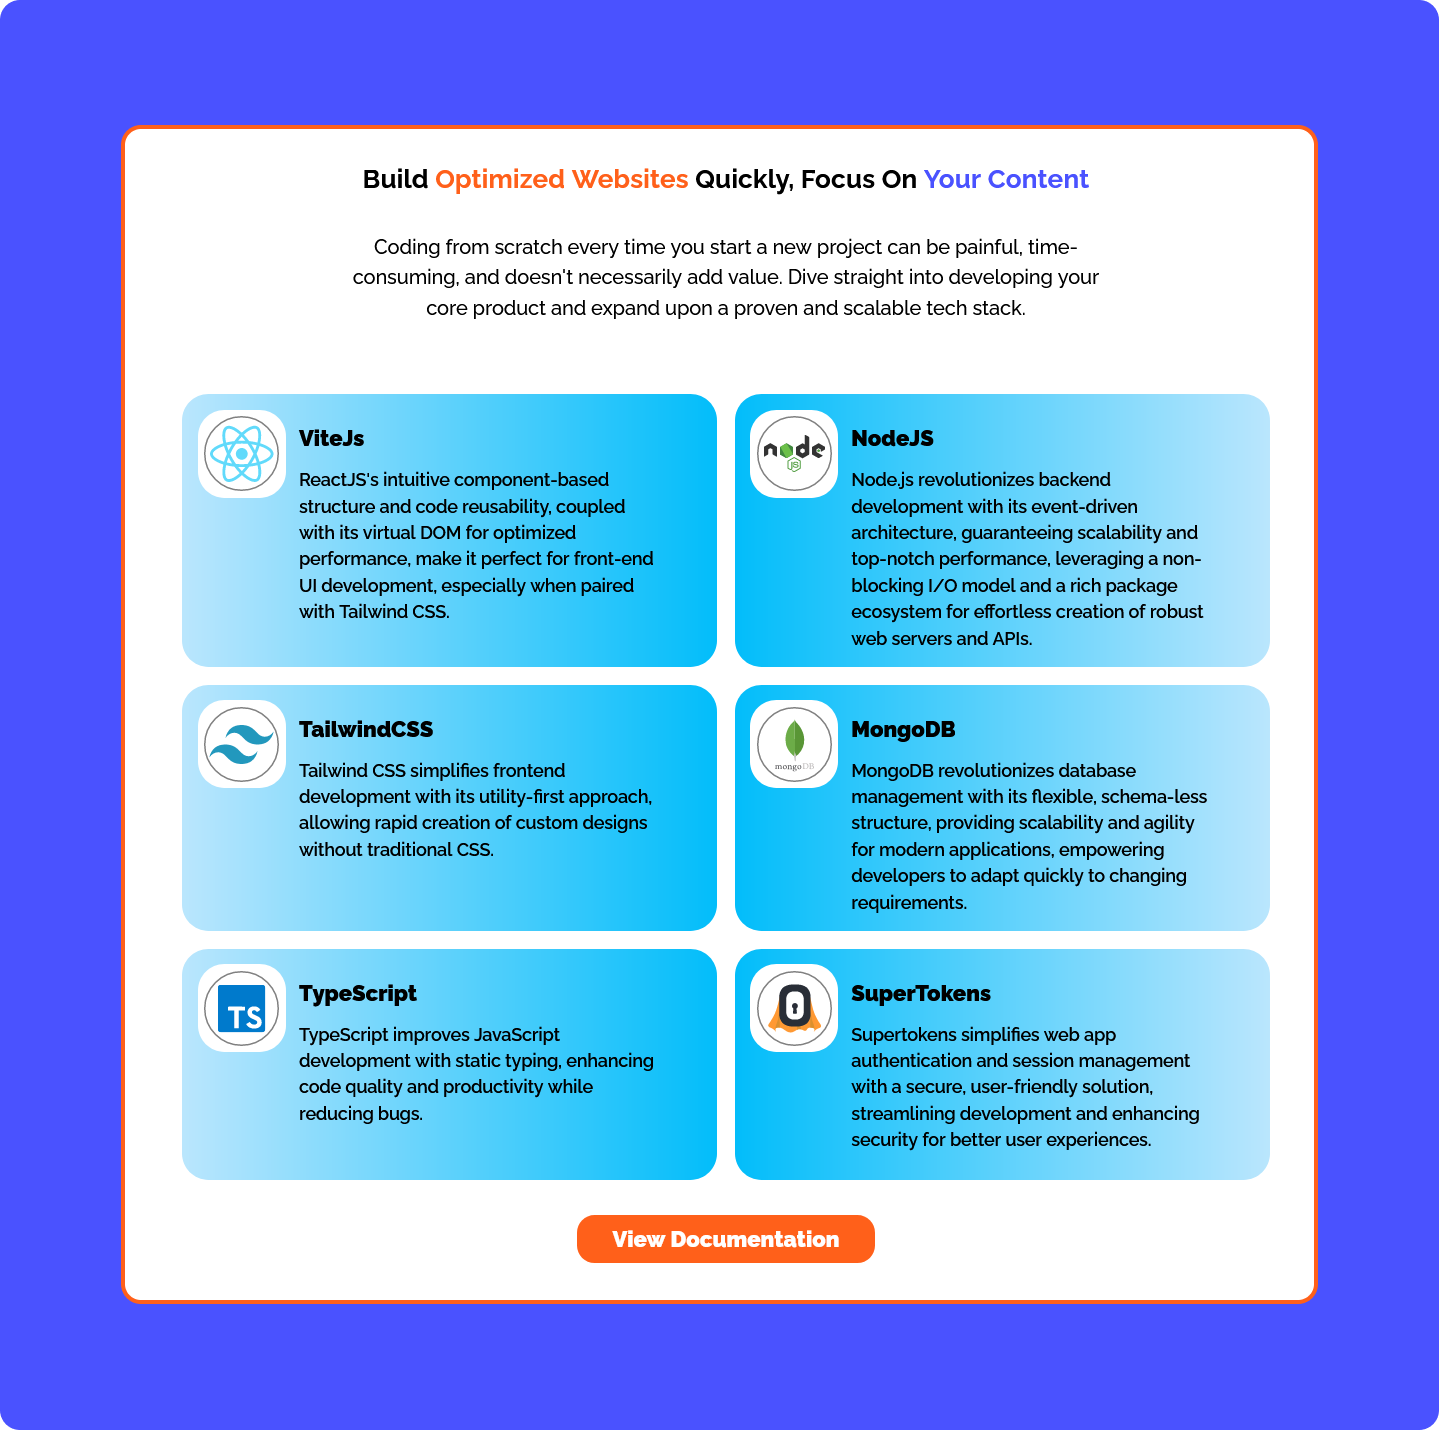 Build Optimized Websites Quickly, Focus On Your Content
Coding from scratch every time you start a new project can be painful, time-
consuming, and doesn't necessarily add value. Dive straight into developing your
core product and expand upon a proven and scalable tech stack.
ViteJs
ReactJS's intuitive component-based
structure and code reusability, coupled
with its virtual DOM for optimized
performance, make it perfect for front-end
UI development, especially when paired
with Tailwind CSS.
node
JS
NodeJS
Node.js revolutionizes backend
development with its event-driven
architecture, guaranteeing scalability and
top-notch performance, leveraging a non-
blocking I/O model and a rich package
ecosystem for effortless creation of robust
web servers and APIs.
TailwindCSS
Tailwind CSS simplifies frontend
development with its utility-first approach,
allowing rapid creation of custom designs
without traditional CSS.
mongoDB
MongoDB
MongoDB revolutionizes database
management with its flexible, schema-less
structure, providing scalability and agility
for modern applications, empowering
developers to adapt quickly to changing
requirements.
TS
TypeScript
TypeScript improves JavaScript
development with static typing, enhancing
code quality and productivity while
reducing bugs.
SuperTokens
Supertokens simplifies web app
authentication and session management
with a secure, user-friendly solution,
streamlining development and enhancing
security for better user experiences.
View Documentation